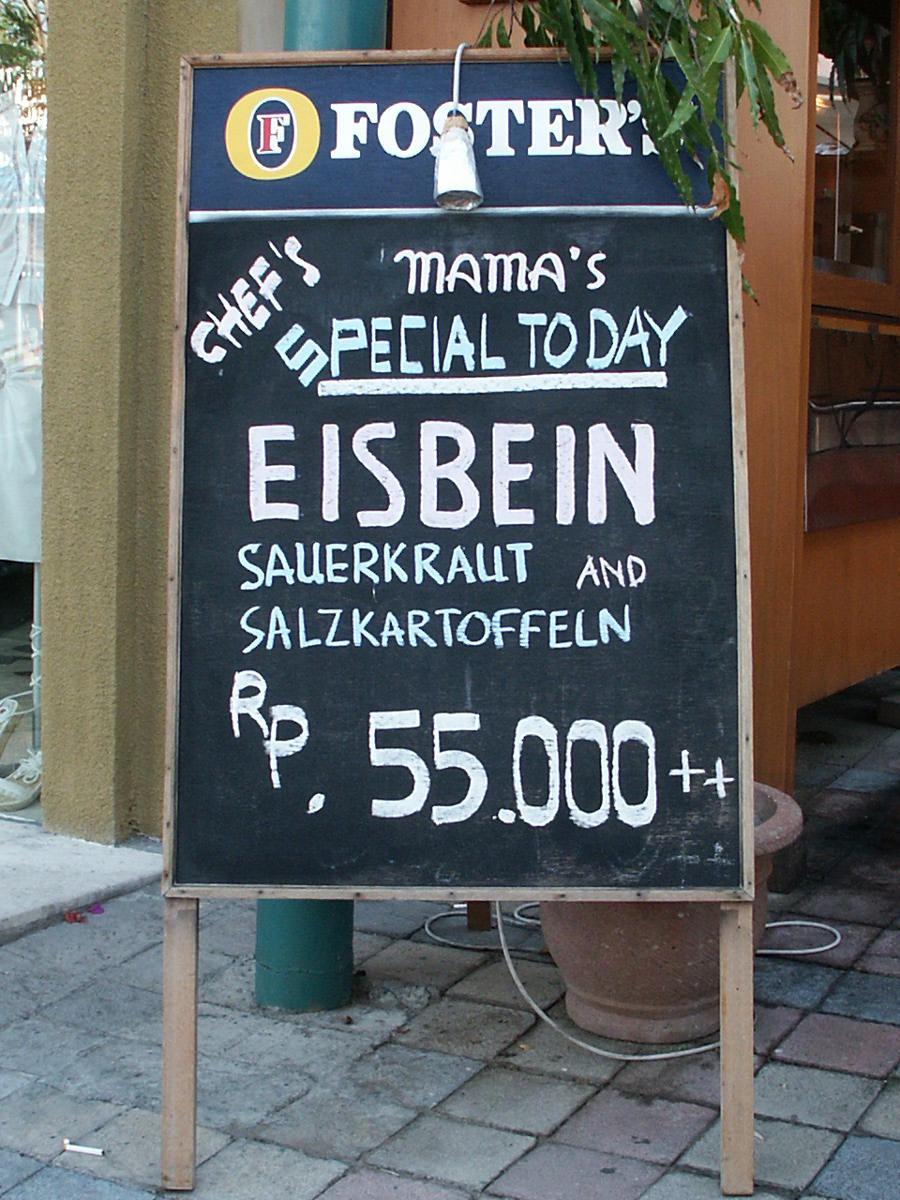 F FOSTER'S
MAMA'S
CHEF'S SPECIAL TODAY
EISBEIN
SAUERKRAUT AND
SALZKARTOFFELN
RP. 55.000++